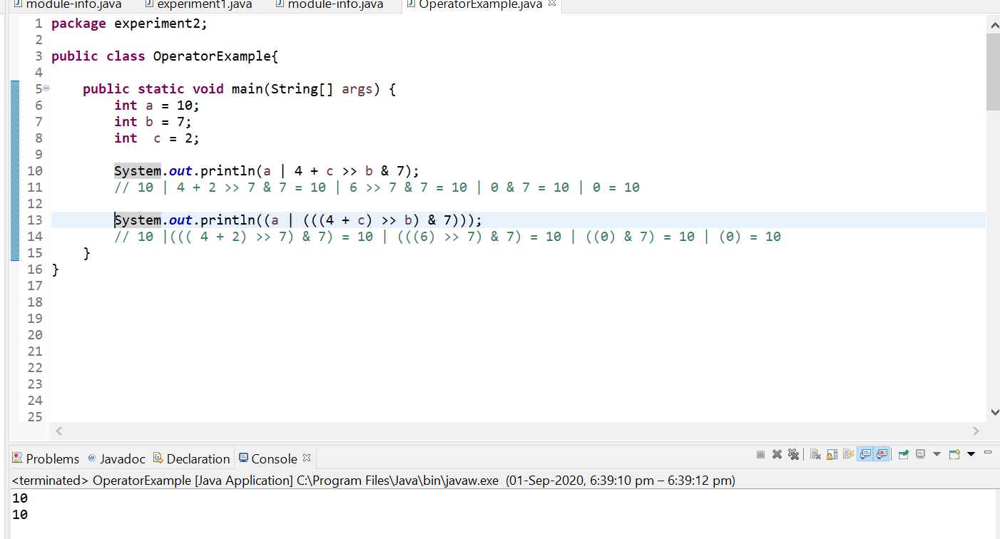 module-info.java experiment1.java module-info.java OperatorExample.java
1 package experiment2;
2
3 public class OperatorExample{
4
5 public static void main(String[] args) {
6 int a = 10;
7 int b = 7;
8 int  c = 2;
9
10 System.out.println(a | 4 + c >> b & 7);
11 // 10 | 4 + 2 >> 7 & 7 = 10 | 6 >> 7 & 7 = 10 | 0 & 7 = 10 | 0 = 10
12
13 System.out.println((a | (((4 + c) >> b) & 7)));
14 // 10 |((( 4 + 2) >> 7) & 7) = 10 | (((6) >> 7) & 7) = 10 | ((0) & 7) = 10 | (0) = 10
15 }
16 }
17
18
19
20
21
22
23
24
25
Problems @ Javadoc Declaration Console
<terminated> OperatorExample [Java Application] C:\Program Files\Java\bin\javaw.exe (01-Sep-2020, 6:39:10 pm – 6:39:12 pm)
10
10